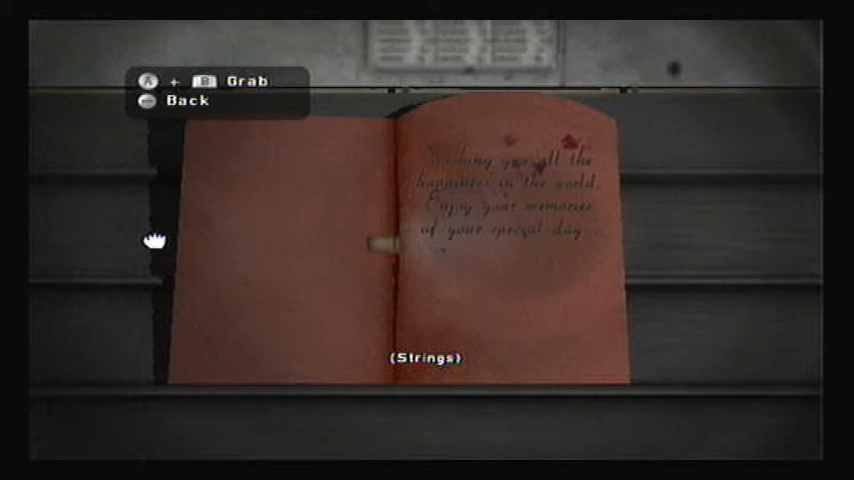 A + B Grab
Back
Wishing you all the
happiness in the world.
Enjoy your memories
of your special day...
(Strings)